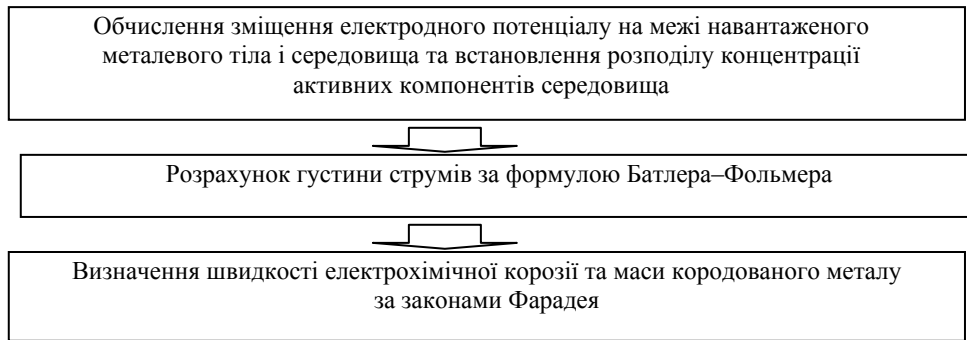 Обчислення зміщення електродного потенціалу на межі навантаженого
металевого тіла і середовища та встановлення розподілу концентрації
активних компонентів середовища
Розрахунок густини струмів за формулою Батлера–Фольмера
Визначення швидкості електрохімічної корозії та маси кородованого металу
за законами Фарадея